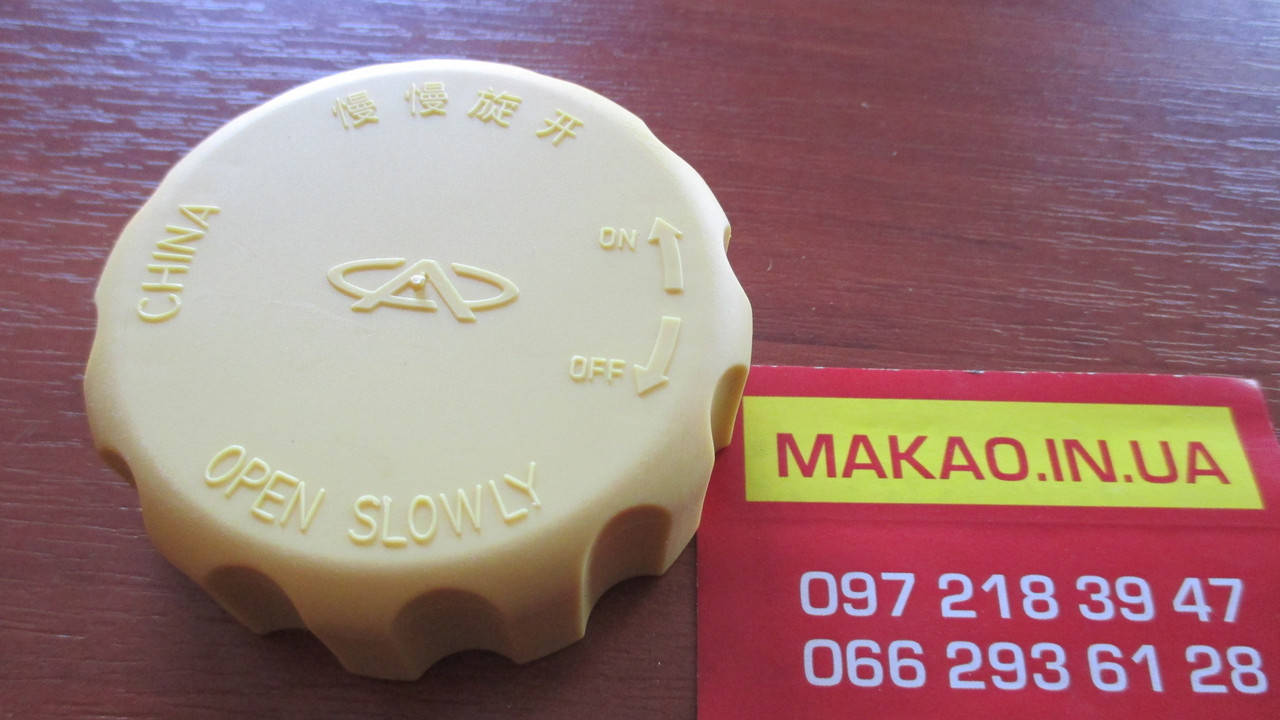 慢慢旋开
CHINA
ON
OFF
OPEN SLOWLY
MAKAO.IN.UA
097 218 39 47
066 293 61 28